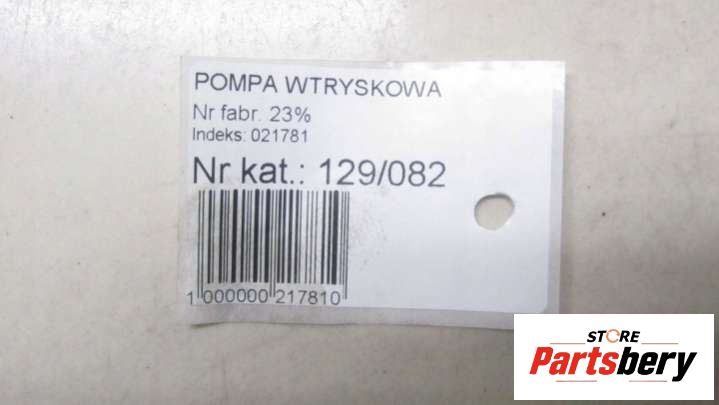 POMPA WTRYSKOWA
Nr fabr. 23%
Indeks: 021781
Nr kat.: 129/082
1 000000 217810
STORE
Partsbery